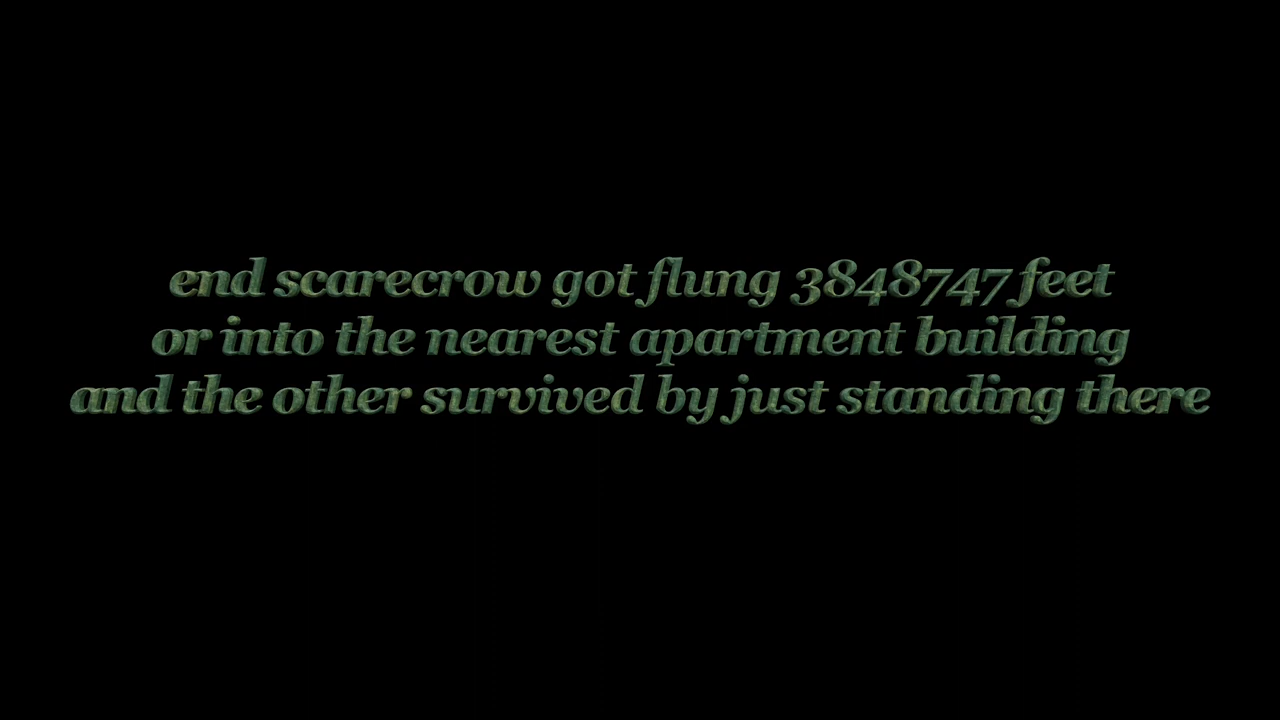 end scarecrow got flung 3848747 feet
or into the nearest apartment building
and the other survived by just standing there